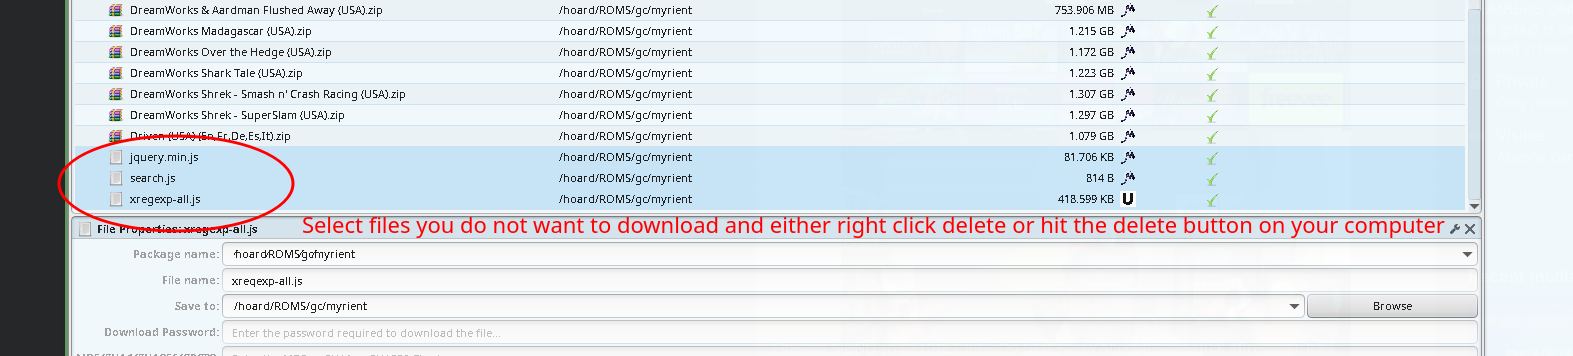 DreamWorks & Aardman Flushed Away (USA).zip /hoard/ROMS/gc/myrient 753.906 MB
DreamWorks Madagascar (USA).zip /hoard/ROMS/gc/myrient 1.215 GB
DreamWorks Over the Hedge (USA).zip /hoard/ROMS/gc/myrient 1.172 GB
DreamWorks Shark Tale (USA).zip /hoard/ROMS/gc/myrient 1.223 GB
DreamWorks Shrek - Smash n' Crash Racing (USA).zip /hoard/ROMS/gc/myrient 1.307 GB
DreamWorks Shrek - SuperSlam (USA).zip /hoard/ROMS/gc/myrient 1.297 GB
Driven (USA) (En,Fr,De,Es,It).zip /hoard/ROMS/gc/myrient 1.079 GB
jquery.min.js /hoard/ROMS/gc/myrient 81.706 KB
search.js /hoard/ROMS/gc/myrient 814 B
xregexp-all.js /hoard/ROMS/gc/myrient 418.599 KB U
File Properties: xregexp-all.js Select files you do not want to download and either right click delete or hit the delete button on your computer
Package name: hoardROMSgcmyrient
File name: xregexp-all.js
Save to: /hoard/ROMS/gc/myrient Browse
Download Password: Enter the password required to download the file...